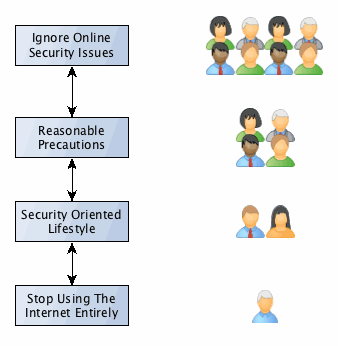 Ignore Online
Security Issues
Reasonable
Precautions
Security Oriented
Lifestyle
Stop Using The
Internet Entirely